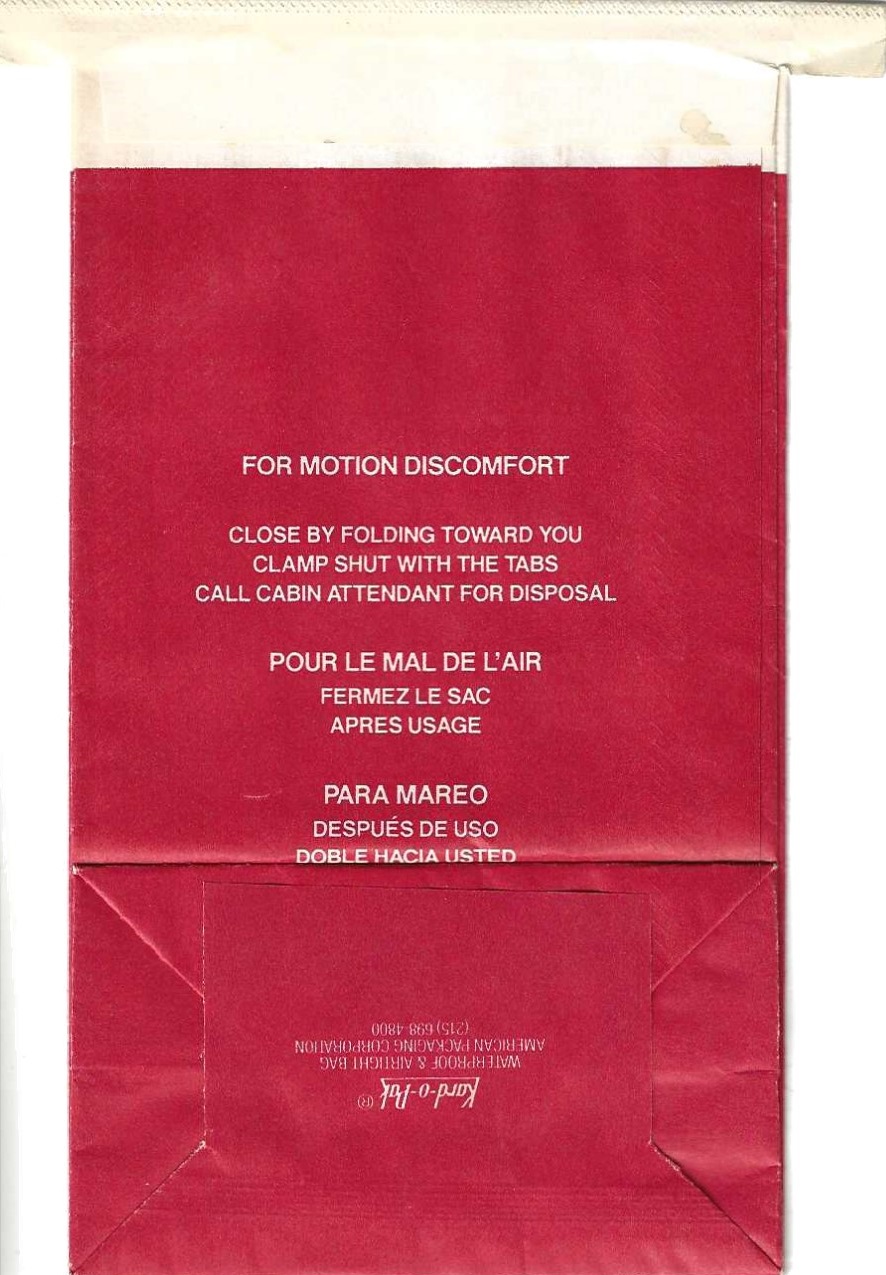 FOR MOTION DISCOMFORT
CLOSE BY FOLDING TOWARD YOU
CLAMP SHUT WITH THE TABS
CALL CABIN ATTENDANT FOR DISPOSAL
POUR LE MAL DE L'AIR
FERMEZ LE SAC
APRES USAGE
PARA MAREO
DESPUÉS DE USO
DOBLE HACIA USTED
Kard-o-Pak (R)
WATERPROOF & AIRTIGHT BAG
AMERICAN PACKAGING CORPORATION
(215) 698-4800